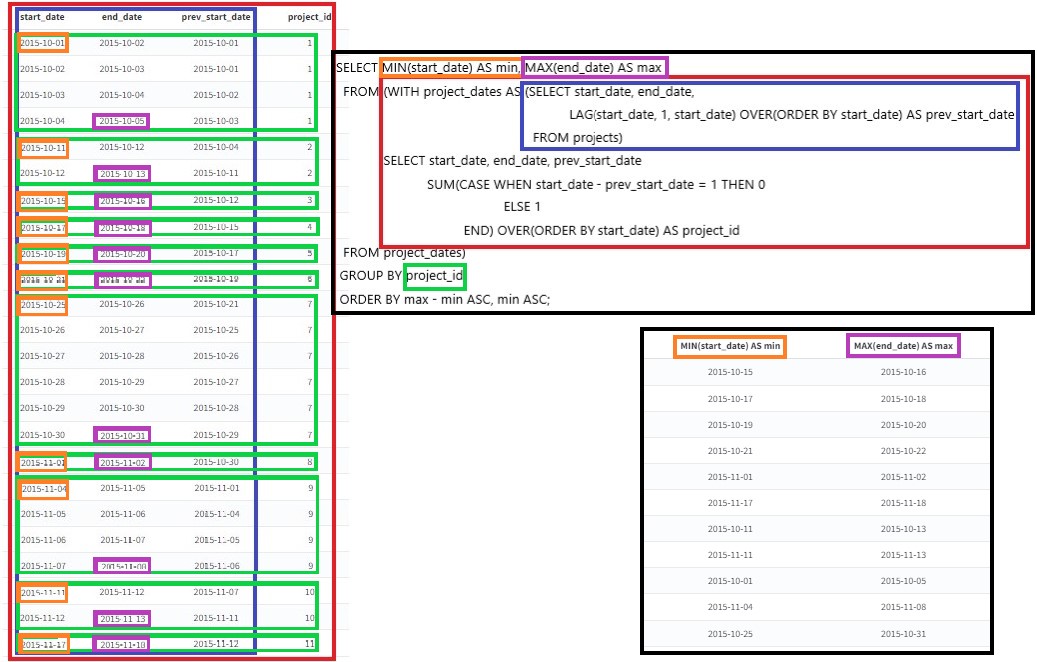 start_date end_date prev_start_date project_id
2015-10-01 2015-10-02 2015-10-01 1
2015-10-02 2015-10-03 2015-10-01 1
2015-10-03 2015-10-04 2015-10-02 1
2015-10-04 2015-10-05 2015-10-03 1
2015-10-11 2015-10-12 2015-10-04 2
2015-10-12 2015-10-13 2015-10-11 2
2015-10-15 2015-10-16 2015-10-12 3
2015-10-17 2015-10-18 2015-10-15 4
2015-10-19 2015-10-20 2015-10-17 5
2015-10-21 2015-10-22 2015-10-19 6
2015-10-25 2015-10-26 2015-10-21 7
2015-10-26 2015-10-27 2015-10-25 7
2015-10-27 2015-10-28 2015-10-26 7
2015-10-28 2015-10-29 2015-10-27 7
2015-10-29 2015-10-30 2015-10-28 7
2015-10-30 2015-10-31 2015-10-29 7
2015-11-01 2015-11-02 2015-10-30 8
2015-11-04 2015-11-05 2015-11-01 9
2015-11-05 2015-11-06 2015-11-04 9
2015-11-06 2015-11-07 2015-11-05 9
2015-11-07 2015-11-08 2015-11-06 9
2015-11-11 2015-11-12 2015-11-07 10
2015-11-12 2015-11-13 2015-11-11 10
2015-11-17 2015-11-18 2015-11-12 11
SELECT MIN(start_date) AS min, MAX(end_date) AS max
FROM (WITH project_dates AS (SELECT start_date, end_date,
LAG(start_date, 1, start_date) OVER(ORDER BY start_date) AS prev_start_date
FROM projects)
SELECT start_date, end_date, prev_start_date
SUM(CASE WHEN start_date - prev_start_date = 1 THEN 0
ELSE 1
END) OVER(ORDER BY start_date) AS project_id
FROM project_dates)
GROUP BY project_id
ORDER BY max - min ASC, min ASC;
MIN(start_date) AS min MAX(end_date) AS max
2015-10-15 2015-10-16
2015-10-17 2015-10-18
2015-10-19 2015-10-20
2015-10-21 2015-10-22
2015-11-01 2015-11-02
2015-11-17 2015-11-18
2015-10-11 2015-10-13
2015-11-11 2015-11-13
2015-10-01 2015-10-05
2015-11-04 2015-11-08
2015-10-25 2015-10-31